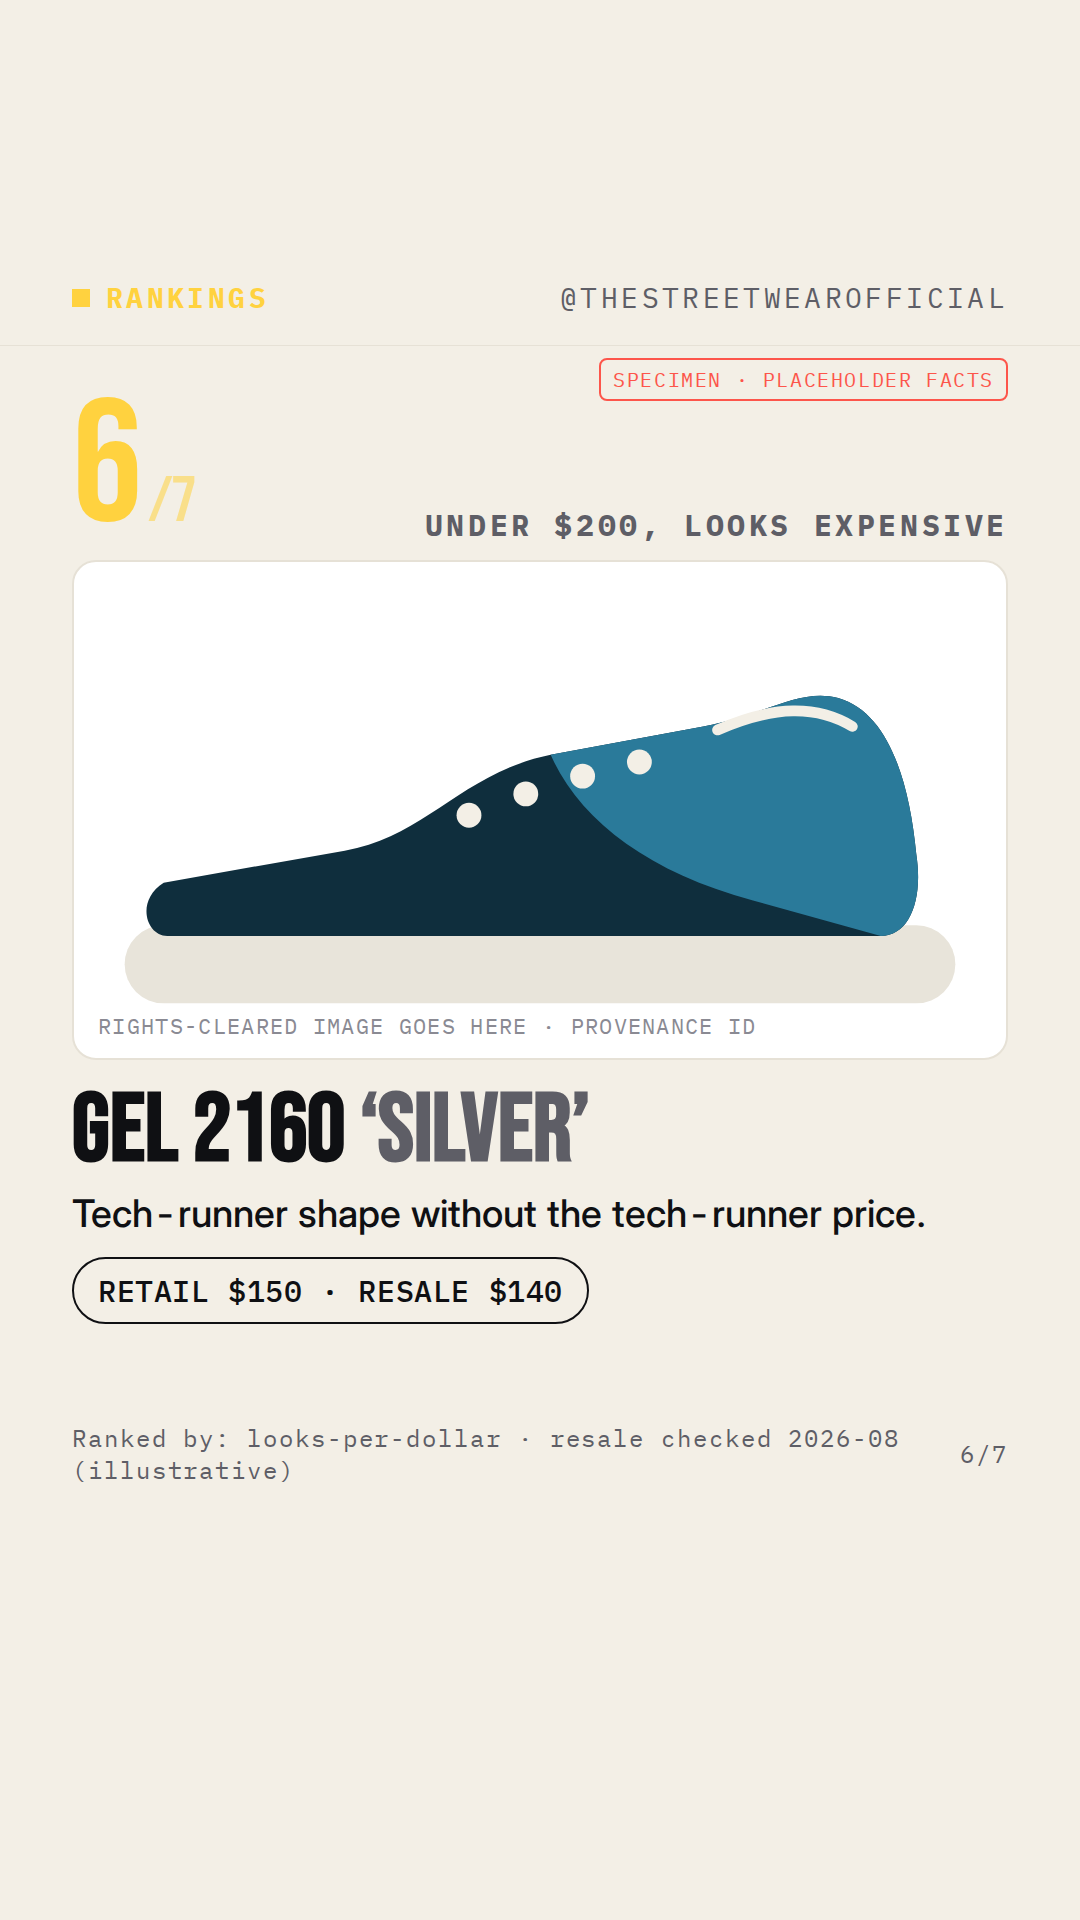 RANKINGS
@THESTREETWEAROFFICIAL
SPECIMEN · PLACEHOLDER FACTS
6/7
UNDER $200, LOOKS EXPENSIVE
RIGHTS-CLEARED IMAGE GOES HERE · PROVENANCE ID
GEL 2160 ‘SILVER’
Tech-runner shape without the tech-runner price.
RETAIL $150 · RESALE $140
Ranked by: looks-per-dollar · resale checked 2026-08
(illustrative)
6/7